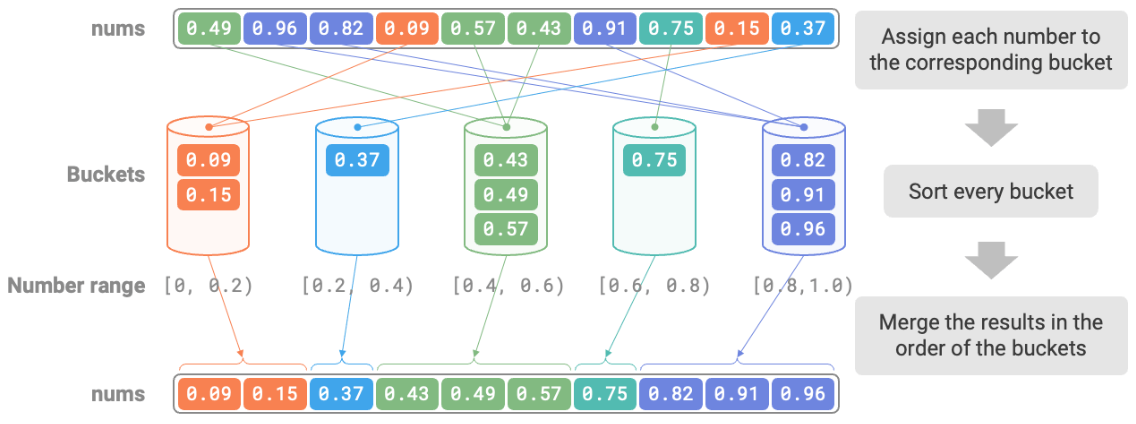 nums 0.49 0.96 0.82 0.09 0.57 0.43 0.91 0.75 0.15 0.37
Assign each number to
the corresponding bucket
Buckets
0.09
0.15
0.37
0.43
0.49
0.57
0.75
0.82
0.91
0.96
Sort every bucket
Number range [0, 0.2) [0.2, 0.4) [0.4, 0.6) [0.6, 0.8) [0.8,1.0)
Merge the results in the
order of the buckets
nums 0.09 0.15 0.37 0.43 0.49 0.57 0.75 0.82 0.91 0.96